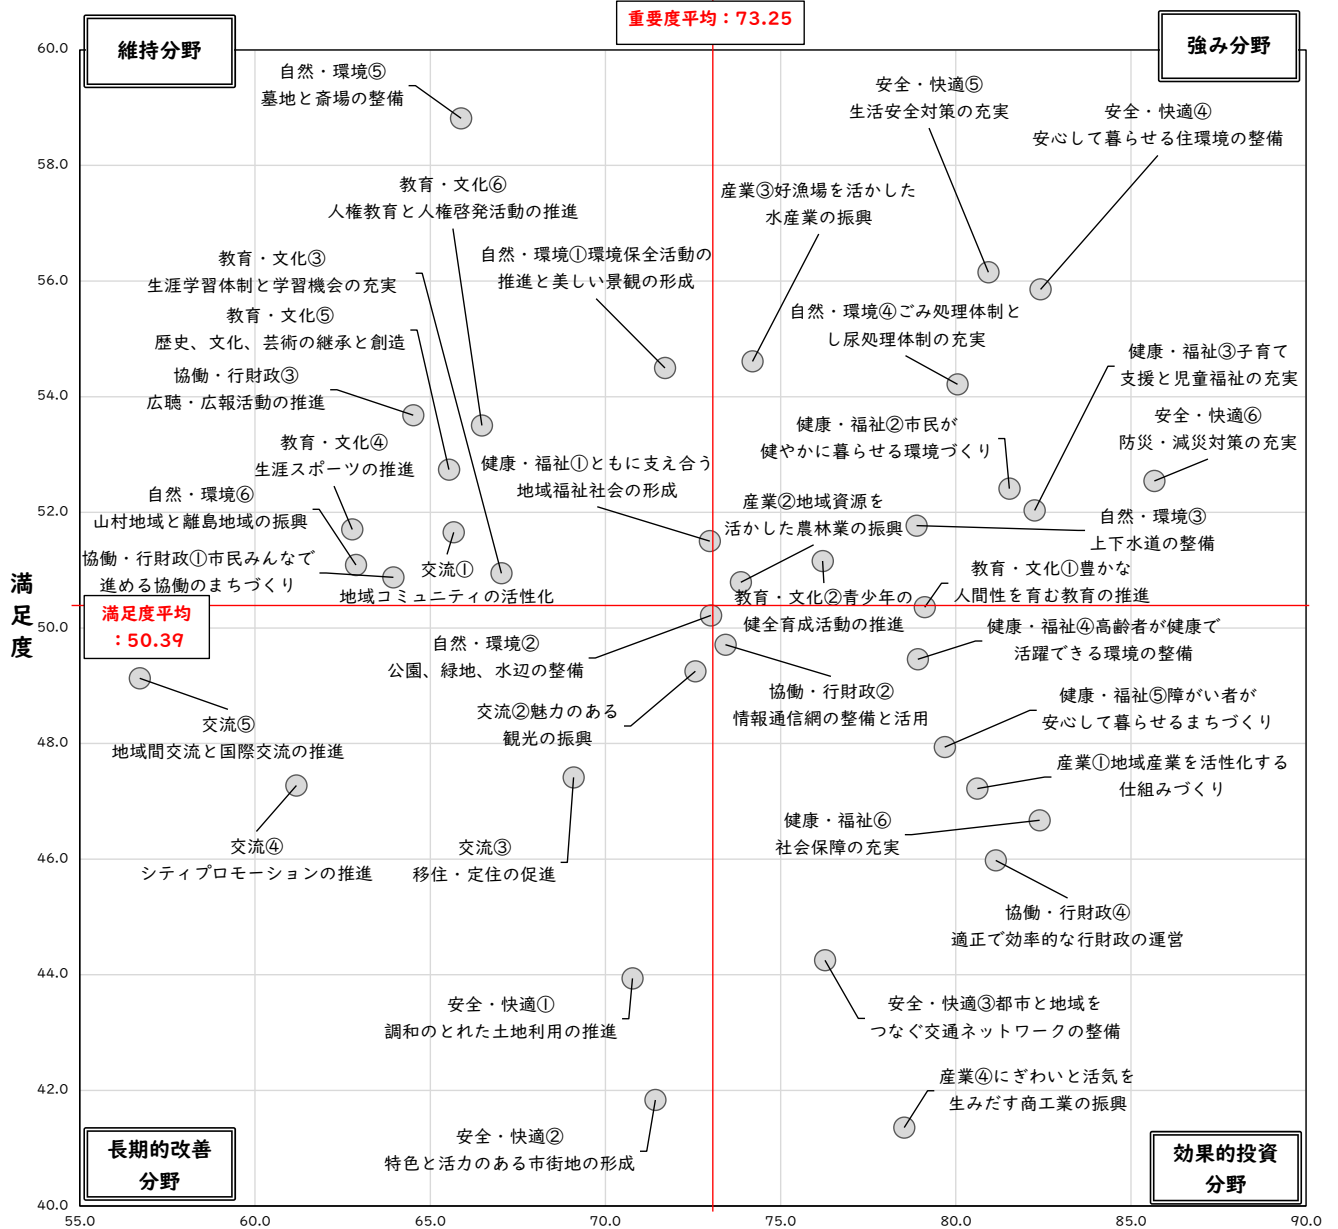 重要度平均：73.25
維持分野
強み分野
60.0
自然・環境⑤
墓地と斎場の整備
安全・快適⑤
生活安全対策の充実
安全・快適④
安心して暮らせる住環境の整備
58.0
教育・文化⑥
人権教育と人権啓発活動の推進
産業③好漁場を活かした
水産業の振興
教育・文化③
生涯学習体制と学習機会の充実
自然・環境①環境保全活動の
推進と美しい景観の形成
56.0
教育・文化⑤
歴史、文化、芸術の継承と創造
自然・環境④ごみ処理体制と
し尿処理体制の充実
健康・福祉③子育て
支援と児童福祉の充実
協働・行財政③
広聴・広報活動の推進
54.0
教育・文化④
生涯スポーツの推進
健康・福祉②市民が
健やかに暮らせる環境づくり
安全・快適⑥
防災・減災対策の充実
健康・福祉①ともに支え合う
地域福祉社会の形成
自然・環境⑥
山村地域と離島地域の振興
産業②地域資源を
活かした農林業の振興
52.0
自然・環境③
上下水道の整備
協働・行財政①市民みんなで
進める協働のまちづくり
交流①
地域コミュニティの活性化
教育・文化①豊かな
人間性を育む教育の推進
教育・文化②青少年の
健全育成活動の推進
満足度
満足度平均
：50.39
50.0
自然・環境②
公園、緑地、水辺の整備
健康・福祉④高齢者が健康で
活躍できる環境の整備
協働・行財政②
情報通信網の整備と活用
交流⑤
地域間交流と国際交流の推進
交流②魅力のある
観光の振興
健康・福祉⑤障がい者が
安心して暮らせるまちづくり
48.0
産業①地域産業を活性化する
仕組みづくり
交流④
シティプロモーションの推進
交流③
移住・定住の促進
健康・福祉⑥
社会保障の充実
46.0
協働・行財政④
適正で効率的な行財政の運営
44.0
安全・快適①
調和のとれた土地利用の推進
安全・快適③都市と地域を
つなぐ交通ネットワークの整備
42.0
産業④にぎわいと活気を
生みだす商工業の振興
安全・快適②
特色と活力のある市街地の形成
長期的改善
分野
効果的投資
分野
40.0
55.0
60.0
65.0
70.0
75.0
80.0
85.0
90.0